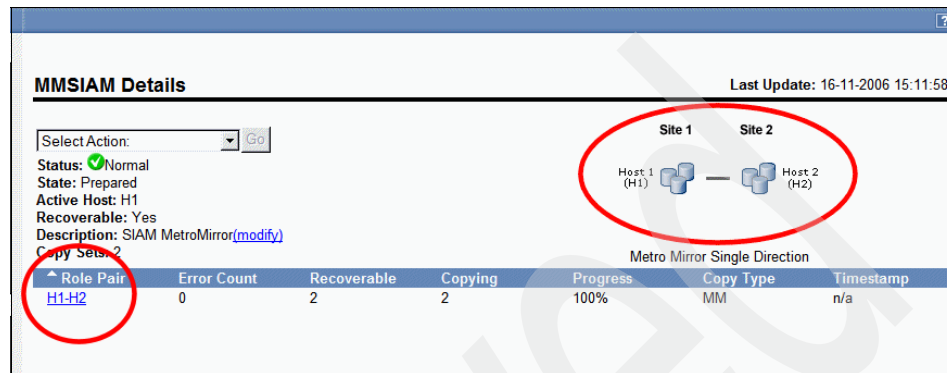 ?
MMSIAM Details
Last Update: 16-11-2006 15:11:58
Select Action: Go
Site 1 Site 2
Status: Normal
State: Prepared
Host 1 (H1)
Host 2 (H2)
Active Host: H1
Recoverable: Yes
Description: SIAM MetroMirror(modify)
Copy Sets: 2
Metro Mirror Single Direction
Role Pair Error Count Recoverable Copying Progress Copy Type Timestamp
H1-H2 0 2 2 100% MM n/a